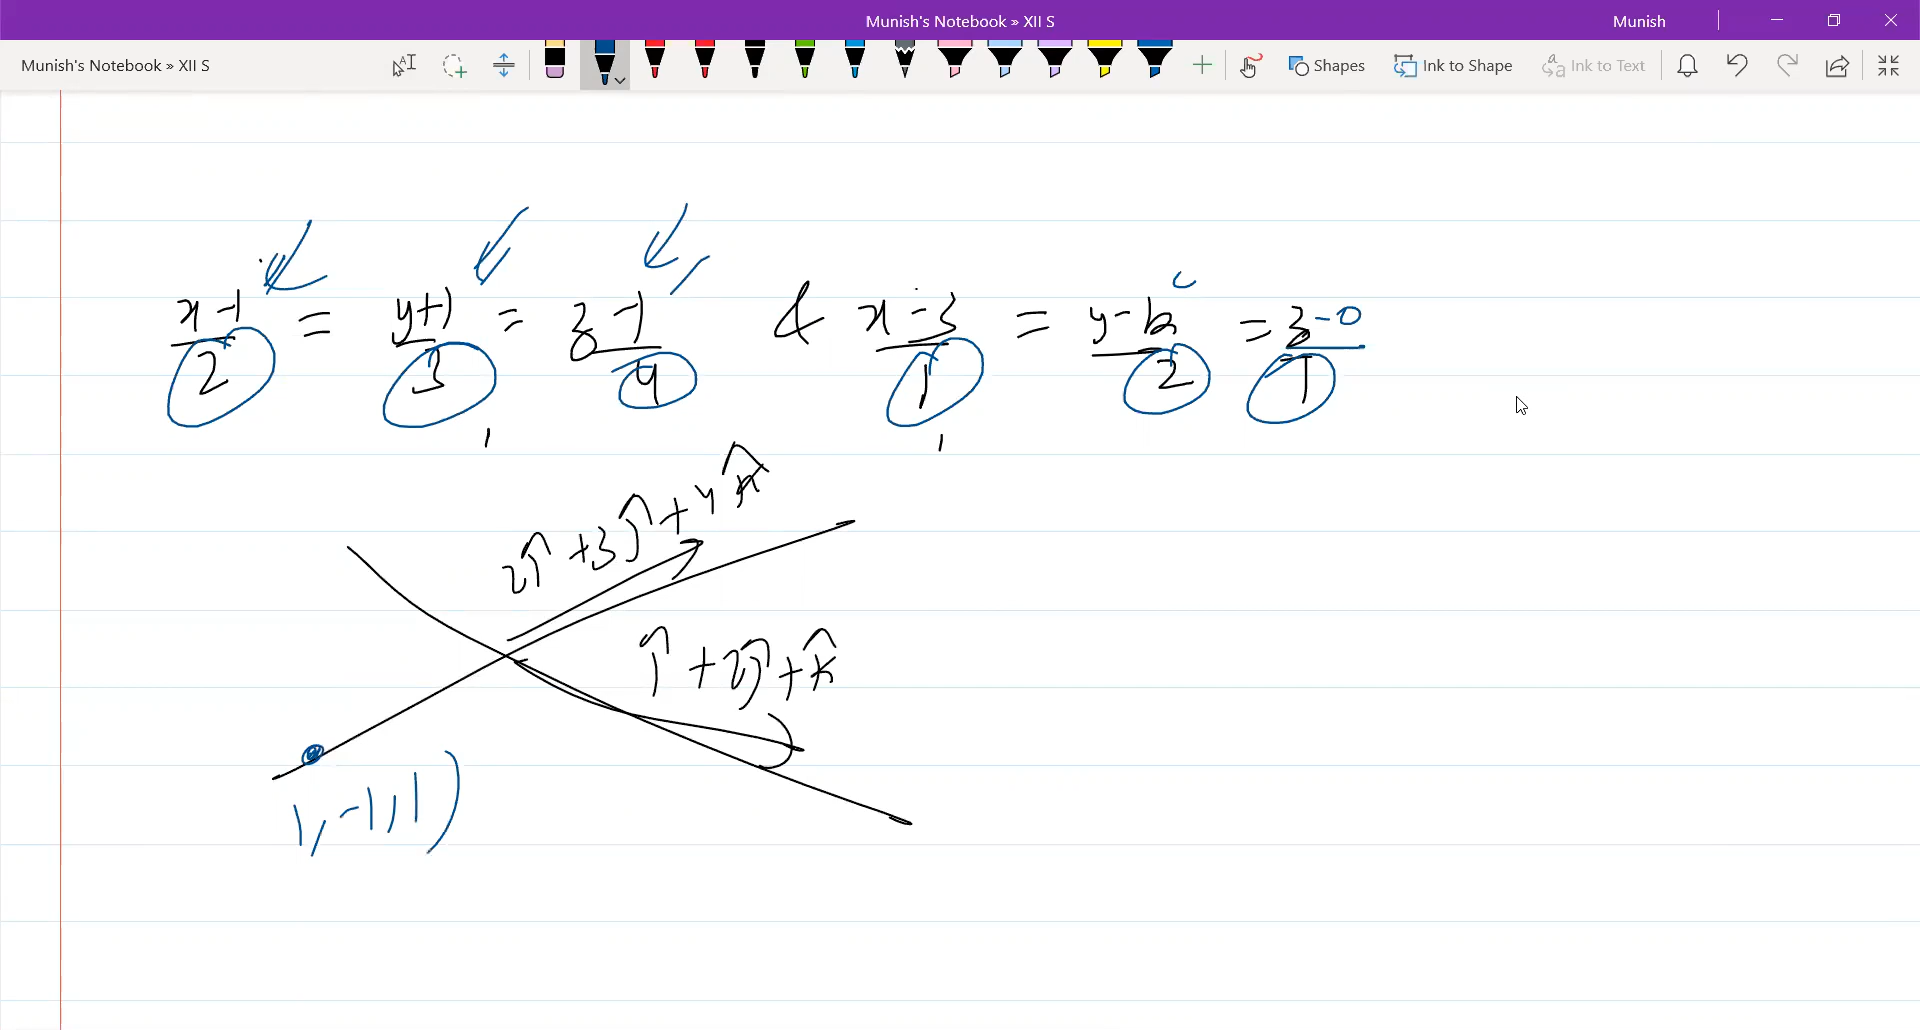 Munish's Notebook » XII S
Munish
Munish's Notebook » XII S
Shapes
Ink to Shape
Ink to Text
x-1/2 = y+1/3 = z-1/4 & x-3/1 = y-k/2 = z-0/1
2î + 3ĵ + 4k̂
î + 2ĵ + k̂
1, -1, 1)